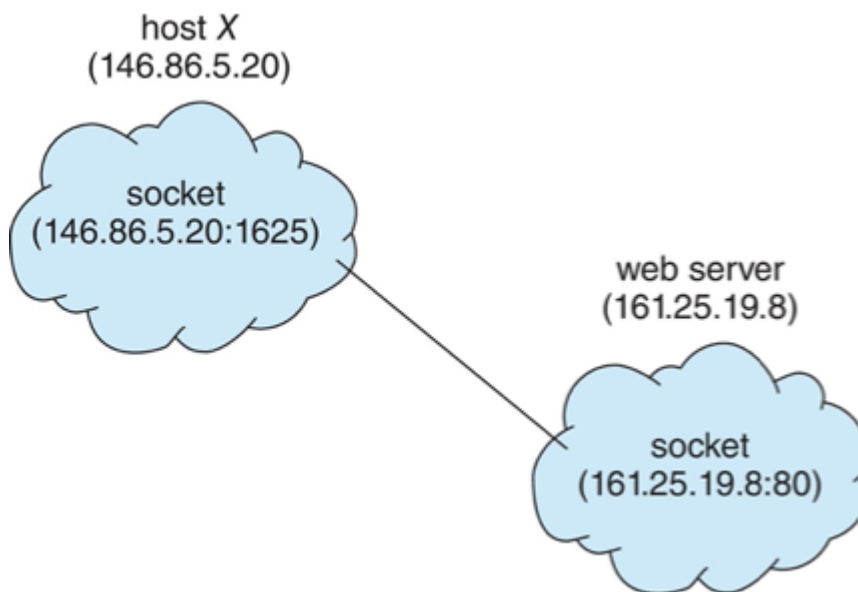 host X
(146.86.5.20)
socket
(146.86.5.20:1625)
web server
(161.25.19.8)
socket
(161.25.19.8:80)